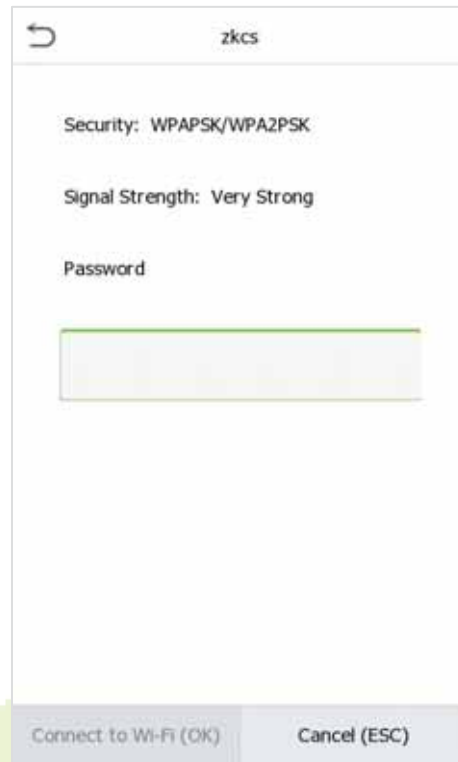 zkcs
Security: WPAPSK/WPA2PSK
Signal Strength: Very Strong
Password
Connect to Wi-Fi (OK) Cancel (ESC)